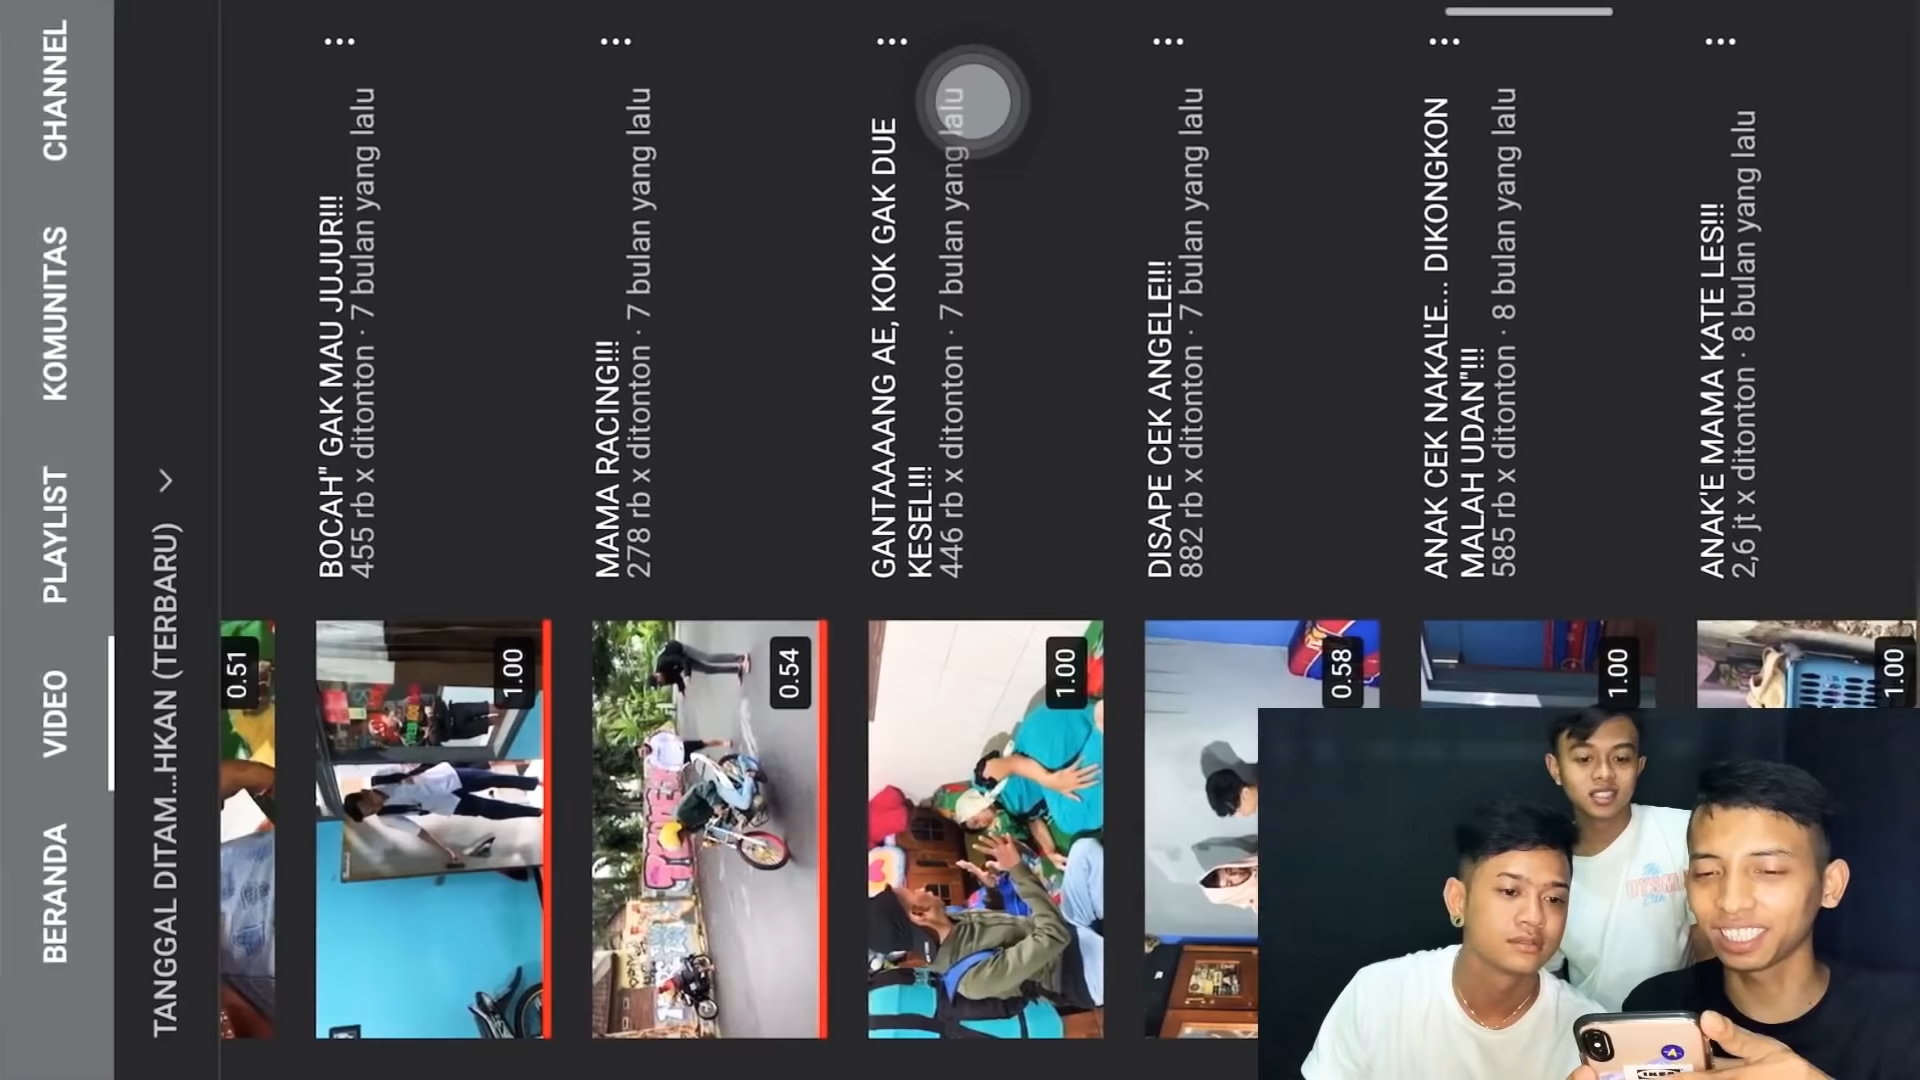 BERANDA VIDEO PLAYLIST KOMUNITAS CHANNEL
TANGGAL DITAM...HKAN (TERBARU)
0.51
BOCAH" GAK MAU JUJUR!!!
455 rb x ditonton · 7 bulan yang lalu
1.00
MAMA RACING!!!
278 rb x ditonton · 7 bulan yang lalu
0.54
GANTAAAANG AE, KOK GAK DUE
KESEL!!!
446 rb x ditonton · 7 bulan yang lalu
1.00
DISAPE CEK ANGELE!!!
882 rb x ditonton · 7 bulan yang lalu
0.58
ANAK CEK NAKAL'E... DIKONGKON
MALAH UDAN"!!!
585 rb x ditonton · 8 bulan yang lalu
1.00
ANAK'E MAMA KATE LES!!!
2,6 jt x ditonton · 8 bulan yang lalu
1.00